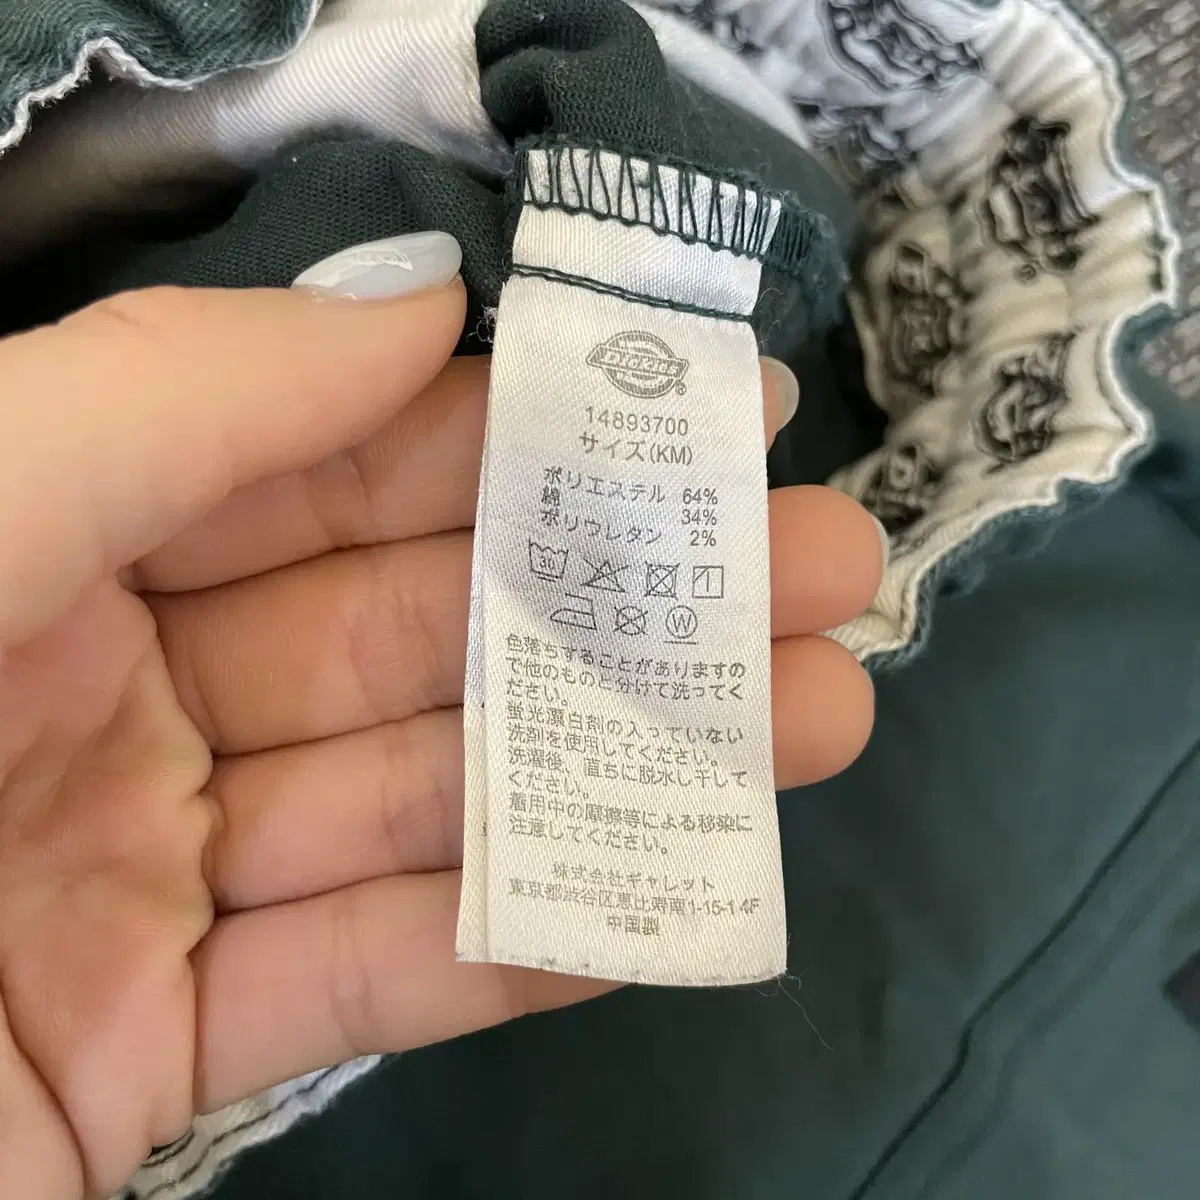 Dickies®
14893700
サイズ(KM)
ポリエステル 64%
綿 34%
ポリウレタン 2%
30
W
色落ちすることがありますの
で他のものと分けて洗ってく
ださい。
蛍光漂白剤の入っていない
洗剤を使用してください。
洗濯後、直ちに脱水し干して
ください。
着用中の摩擦等による移染に
注意してください。
株式会社ギャレット
東京都渋谷区恵比寿南1-15-1 4F
中国製